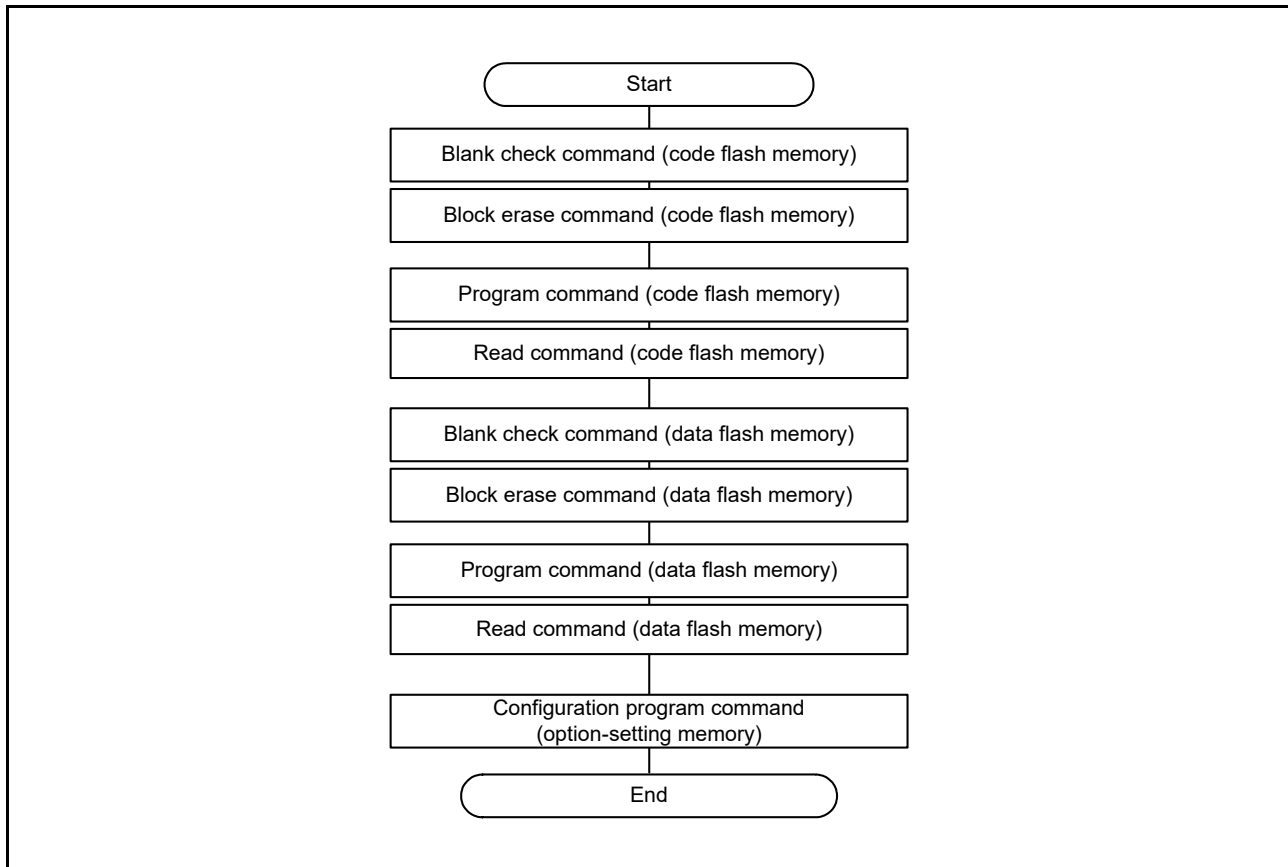 Start
Blank check command (code flash memory)
Block erase command (code flash memory)
Program command (code flash memory)
Read command (code flash memory)
Blank check command (data flash memory)
Block erase command (data flash memory)
Program command (data flash memory)
Read command (data flash memory)
Configuration program command
(option-setting memory)
End